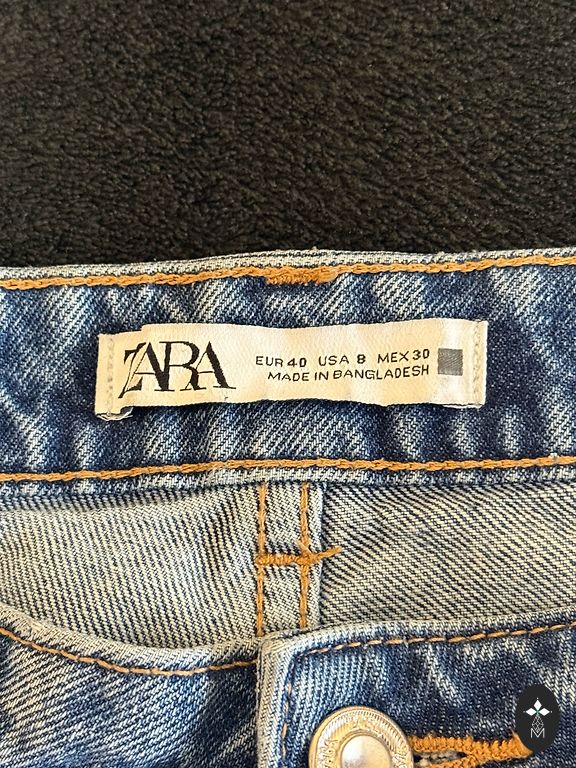 ZARA
EUR 40 USA 8 MEX 30
MADE IN BANGLADESH
M